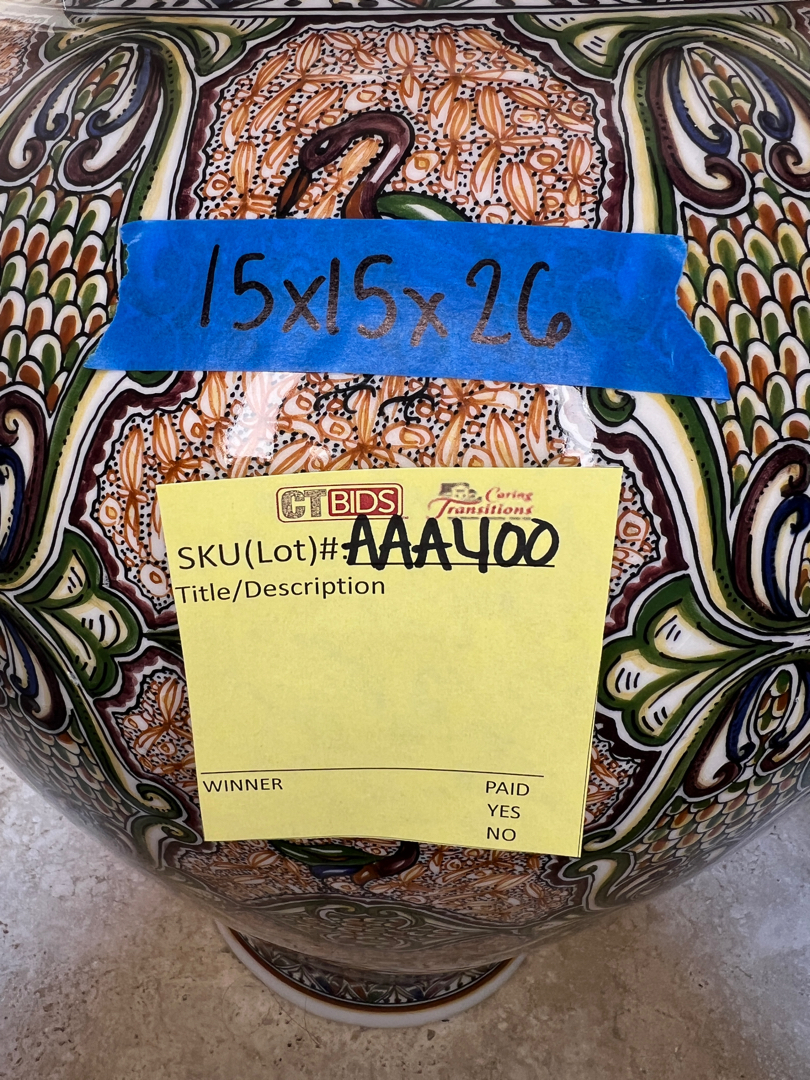 15x15x26
CTBIDS
Caring
Transitions
SKU(Lot)#: AAA400
Title/Description
WINNER
PAID
YES
NO